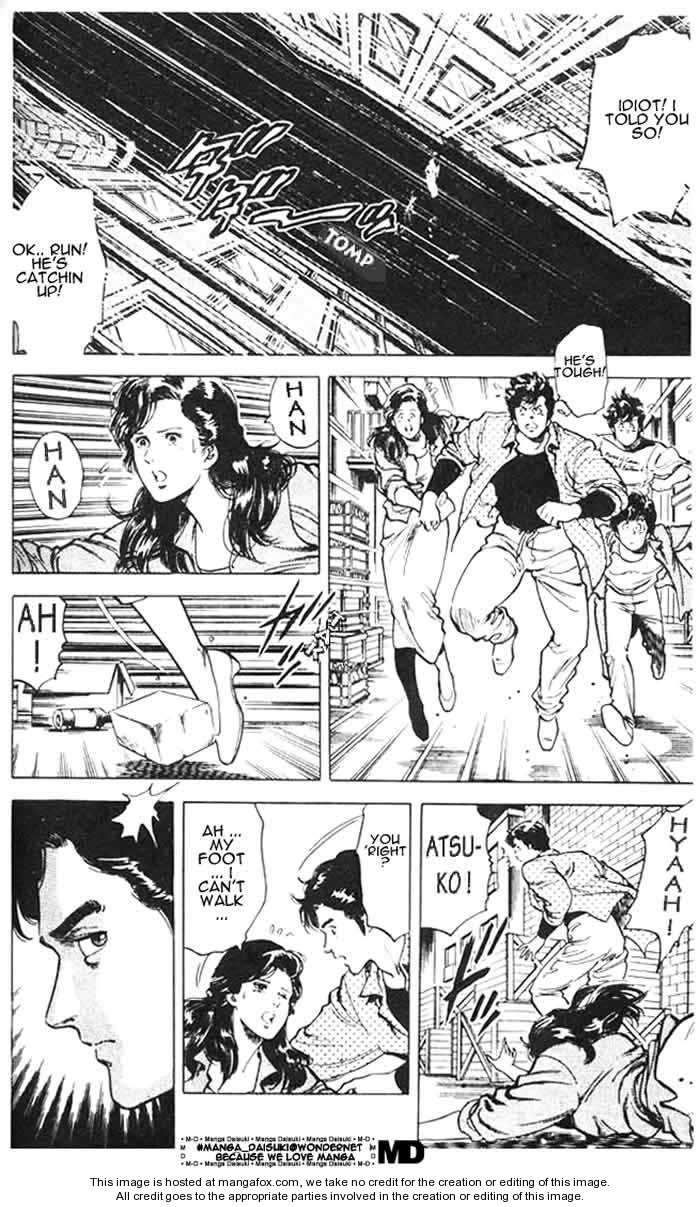 IDIOT! I
TOLD YOU
SO!
TOMP
OK.. RUN!
HE'S
CATCHIN
UP!
HE'S
TOUGH!
HAN
HAN
AH
!
HYAAH!
ATSU-
KO!
YOU
'RIGHT
?
AH ...
MY
FOOT
... I
CAN'T
WALK
...
• M-D • Manga Daisuki • Manga Daisuki • Manga Daisuki • M-D •
#MANGA_DAISUKI@WONDERNET
BECAUSE WE LOVE MANGA
• M-D • Manga Daisuki • Manga Daisuki • Manga Daisuki • M-D •
MD
This image is hosted at mangafox.com, we take no credit for the creation or editing of this image.
All credit goes to the appropriate parties involved in the creation or editing of this image.